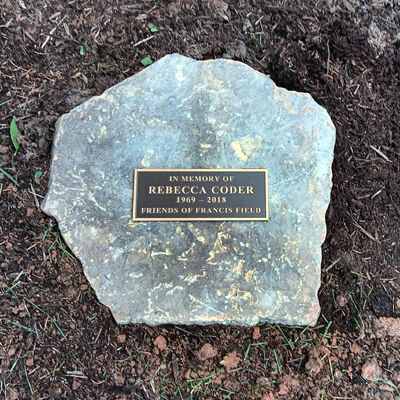 IN MEMORY OF
REBECCA CODER
1969 – 2018
FRIENDS OF FRANCIS FIELD